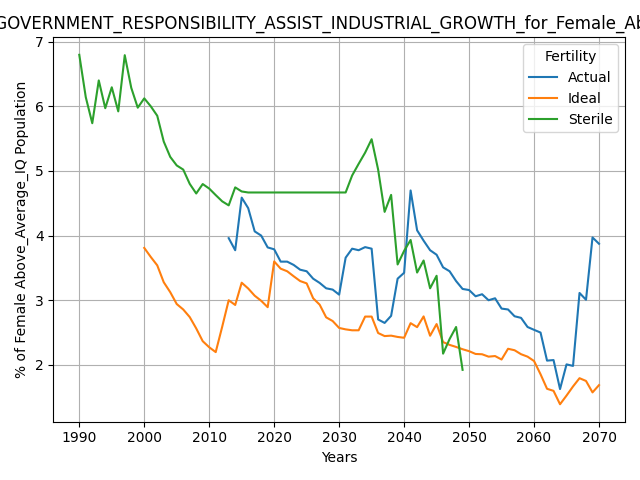 GOVERNMENT_RESPONSIBILITY_ASSIST_INDUSTRIAL_GROWTH_for_Female_Ab
Fertility
Actual
Ideal
Sterile
% of Female Above_Average_IQ Population
7
6
5
4
3
2
1990 2000 2010 2020 2030 2040 2050 2060 2070
Years